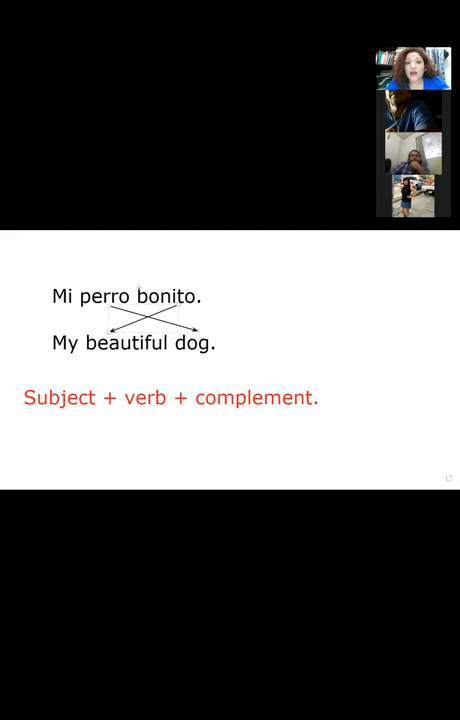 Mi perro bonito.
My beautiful dog.
Subject + verb + complement.